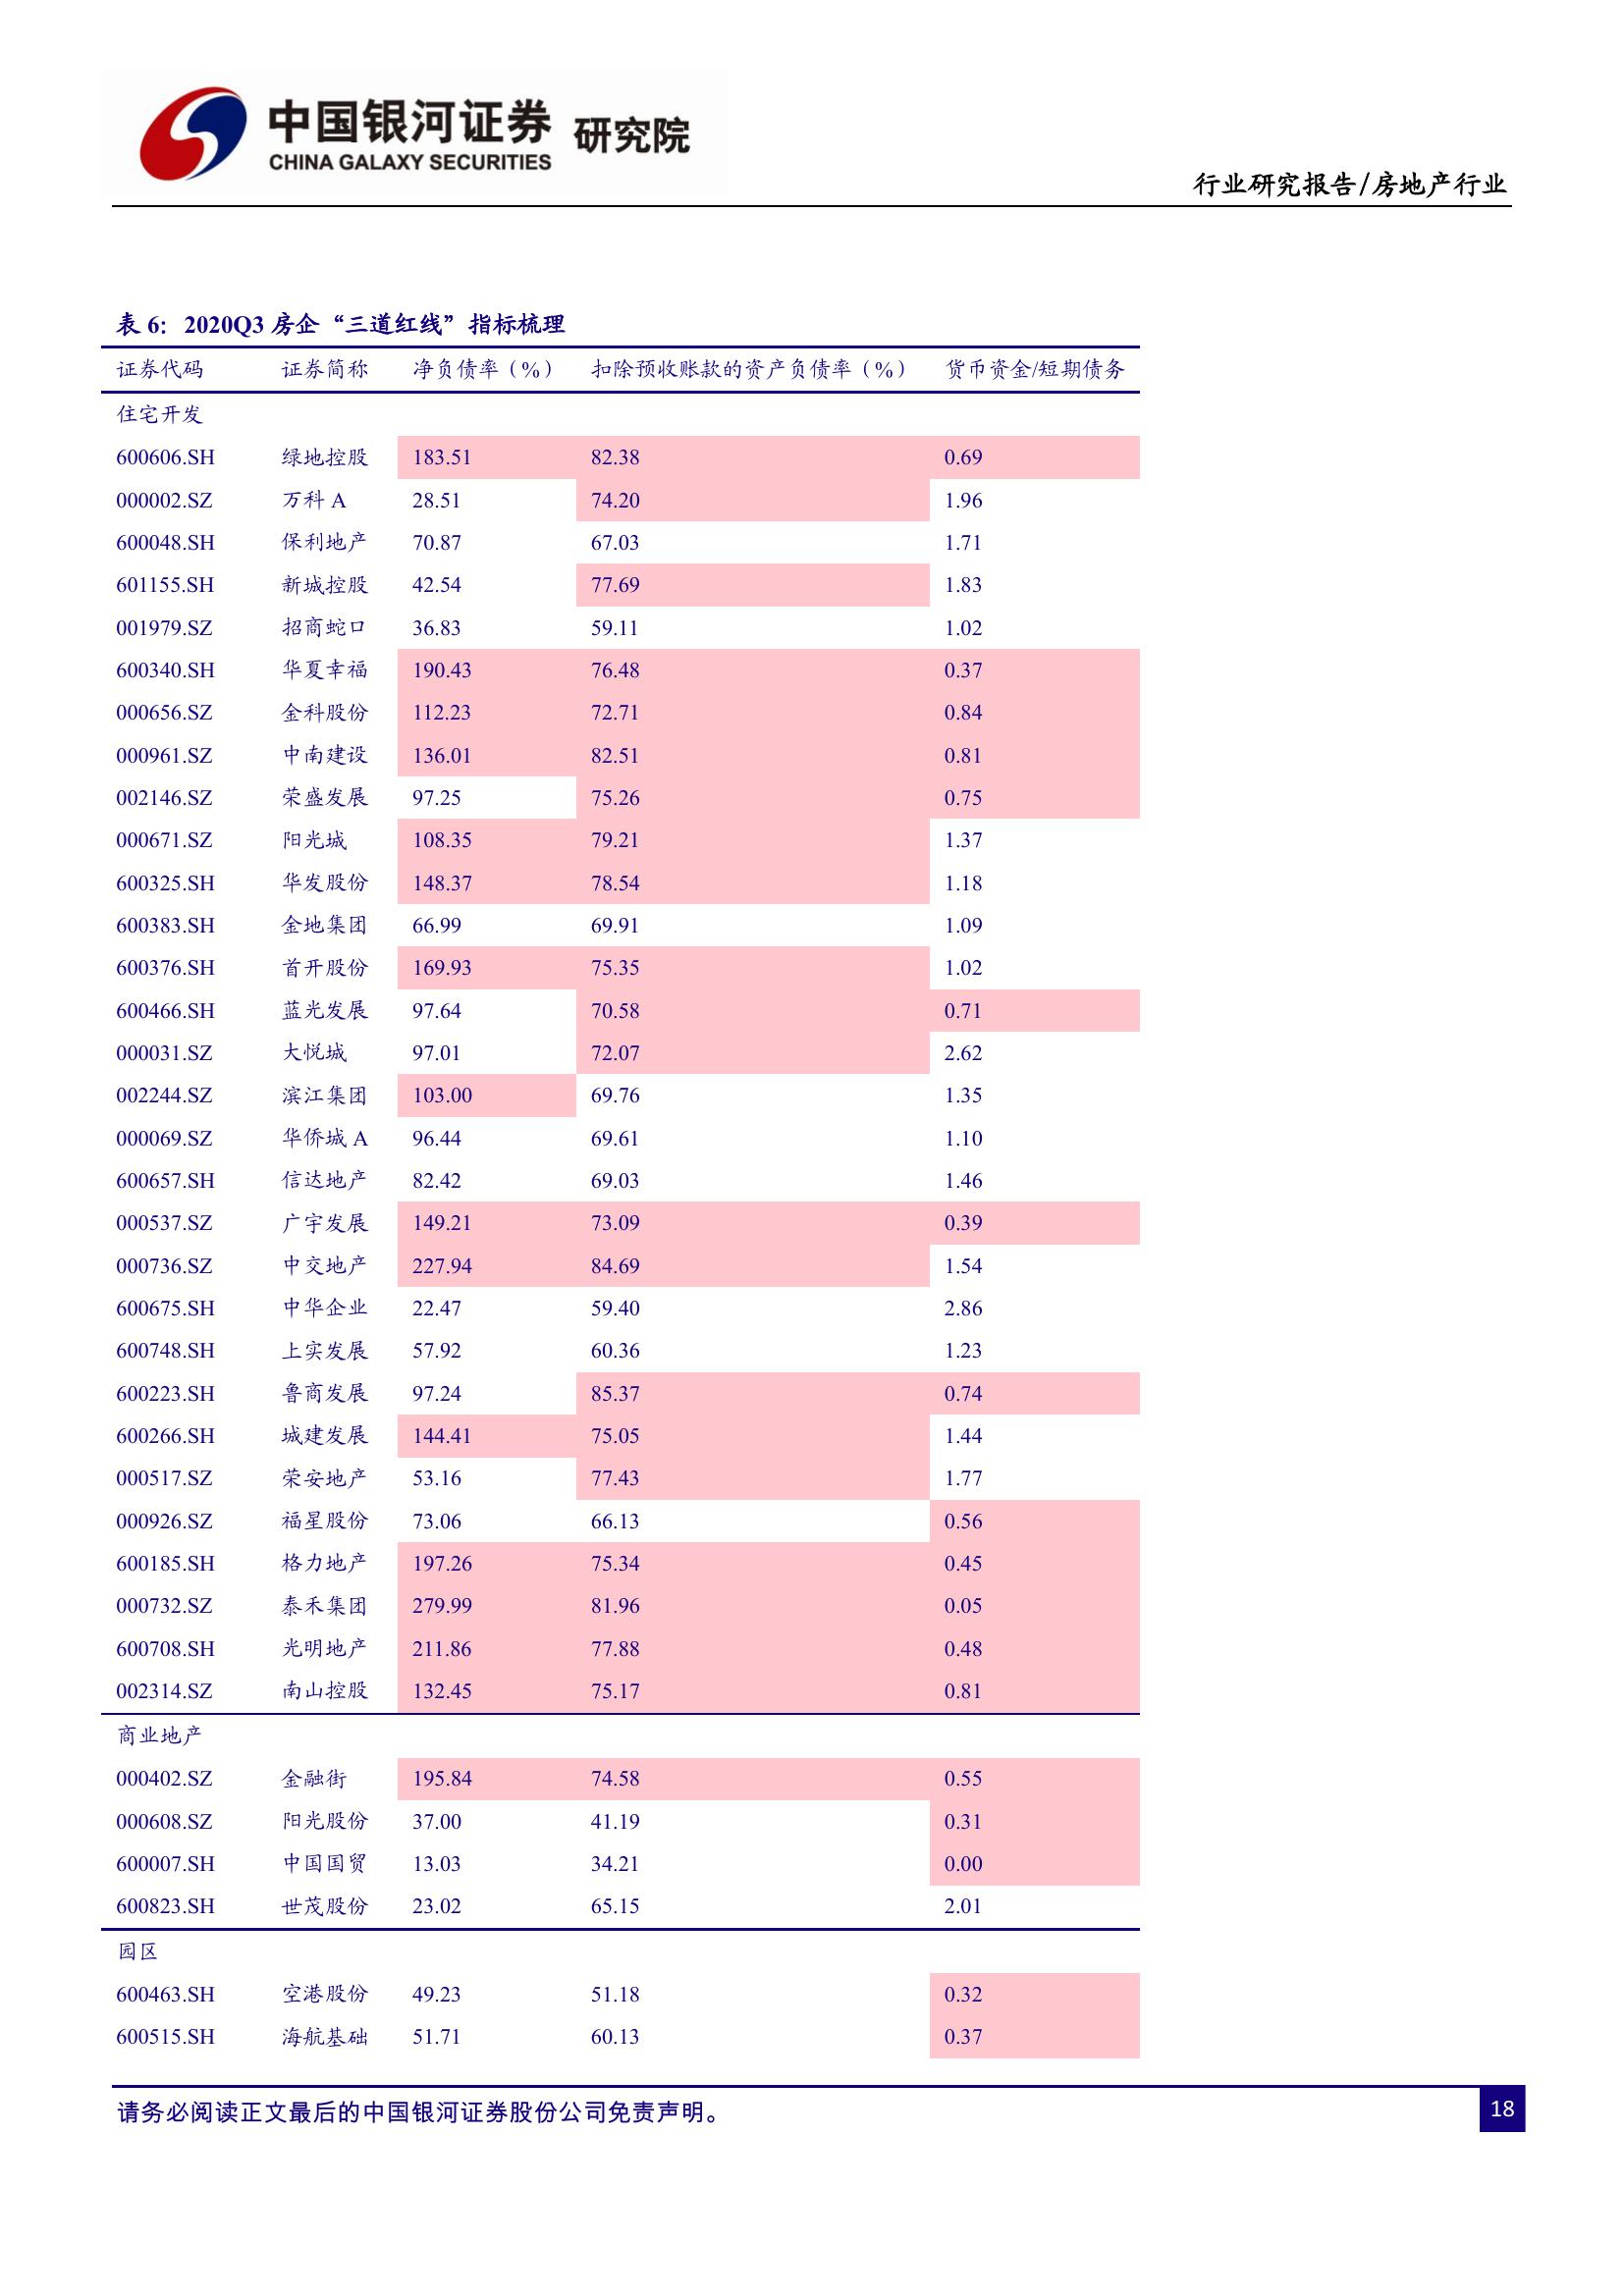 中国银河证券 研究院
CHINA GALAXY SECURITIES
行业研究报告/房地产行业
表 6：2020Q3 房企“三道红线”指标梳理
证券代码 证券简称 净负债率（%） 扣除预收账款的资产负债率（%） 货币资金/短期债务
住宅开发
600606.SH 绿地控股 183.51 82.38 0.69
000002.SZ 万科 A 28.51 74.20 1.96
600048.SH 保利地产 70.87 67.03 1.71
601155.SH 新城控股 42.54 77.69 1.83
001979.SZ 招商蛇口 36.83 59.11 1.02
600340.SH 华夏幸福 190.43 76.48 0.37
000656.SZ 金科股份 112.23 72.71 0.84
000961.SZ 中南建设 136.01 82.51 0.81
002146.SZ 荣盛发展 97.25 75.26 0.75
000671.SZ 阳光城 108.35 79.21 1.37
600325.SH 华发股份 148.37 78.54 1.18
600383.SH 金地集团 66.99 69.91 1.09
600376.SH 首开股份 169.93 75.35 1.02
600466.SH 蓝光发展 97.64 70.58 0.71
000031.SZ 大悦城 97.01 72.07 2.62
002244.SZ 滨江集团 103.00 69.76 1.35
000069.SZ 华侨城 A 96.44 69.61 1.10
600657.SH 信达地产 82.42 69.03 1.46
000537.SZ 广宇发展 149.21 73.09 0.39
000736.SZ 中交地产 227.94 84.69 1.54
600675.SH 中华企业 22.47 59.40 2.86
600748.SH 上实发展 57.92 60.36 1.23
600223.SH 鲁商发展 97.24 85.37 0.74
600266.SH 城建发展 144.41 75.05 1.44
000517.SZ 荣安地产 53.16 77.43 1.77
000926.SZ 福星股份 73.06 66.13 0.56
600185.SH 格力地产 197.26 75.34 0.45
000732.SZ 泰禾集团 279.99 81.96 0.05
600708.SH 光明地产 211.86 77.88 0.48
002314.SZ 南山控股 132.45 75.17 0.81
商业地产
000402.SZ 金融街 195.84 74.58 0.55
000608.SZ 阳光股份 37.00 41.19 0.31
600007.SH 中国国贸 13.03 34.21 0.00
600823.SH 世茂股份 23.02 65.15 2.01
园区
600463.SH 空港股份 49.23 51.18 0.32
600515.SH 海航基础 51.71 60.13 0.37
请务必阅读正文最后的中国银河证券股份公司免责声明。
18